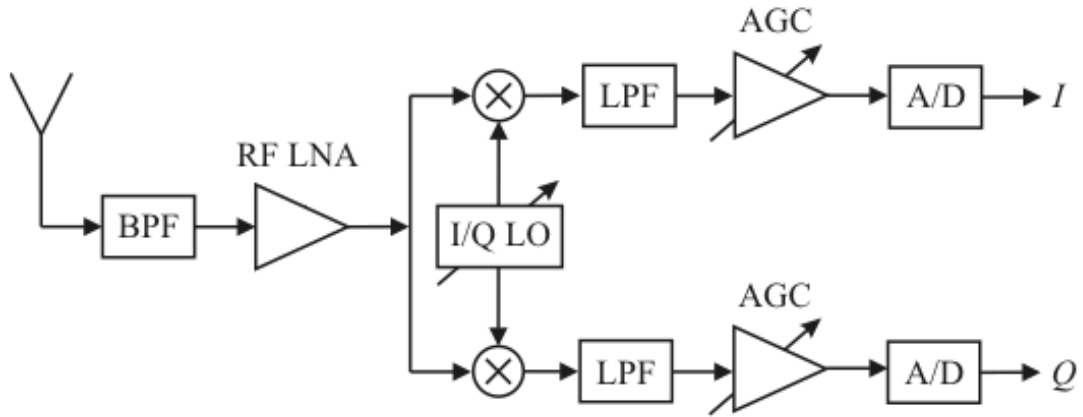 AGC
LPF
A/D
I
RF LNA
BPF
I/Q LO
AGC
LPF
A/D
Q